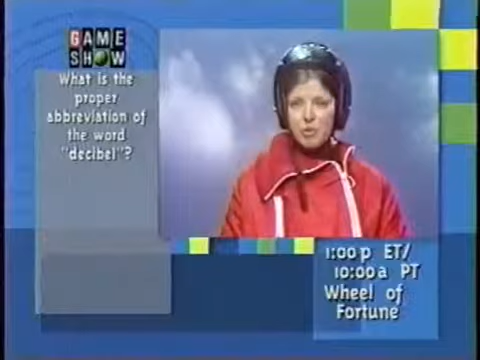 GAME
SHOW
What is the
proper
abbreviation of
the word
"decibel"?
1:00p ET/
10:00a PT
Wheel of
Fortune